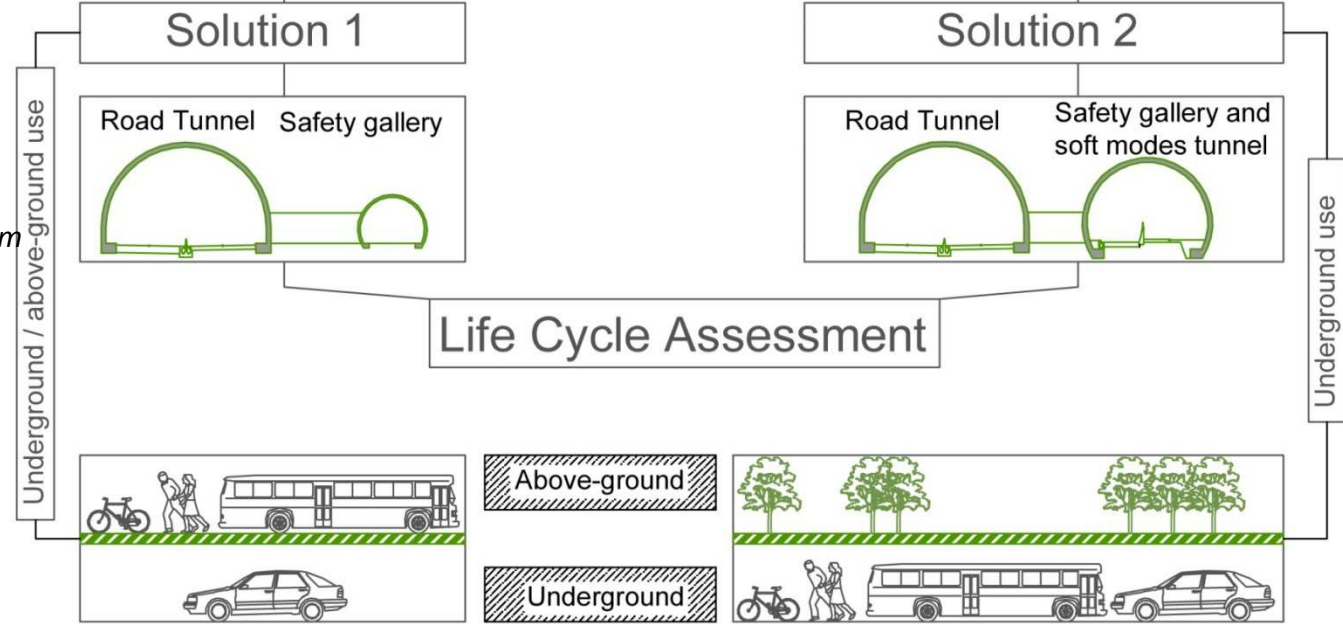 Solution 1
Solution 2
Road Tunnel
Safety gallery
Road Tunnel
Safety gallery and
soft modes tunnel
m
Underground / above-ground use
Underground use
Life Cycle Assessment
Above-ground
Underground